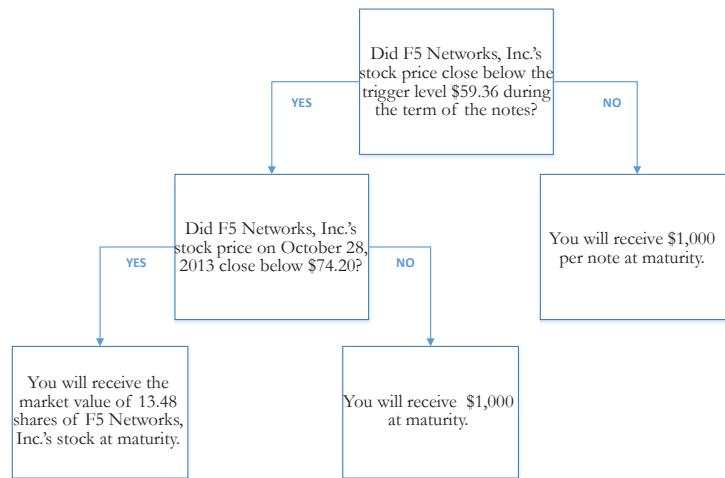 Did F5 Networks, Inc.'s
stock price close below the
trigger level $59.36 during
the term of the notes?
YES
NO
Did F5 Networks, Inc.'s
stock price on October 28,
2013 close below $74.20?
You will receive $1,000
per note at maturity.
YES
NO
You will receive the
market value of 13.48
shares of F5 Networks,
Inc.'s stock at maturity.
You will receive $1,000
at maturity.